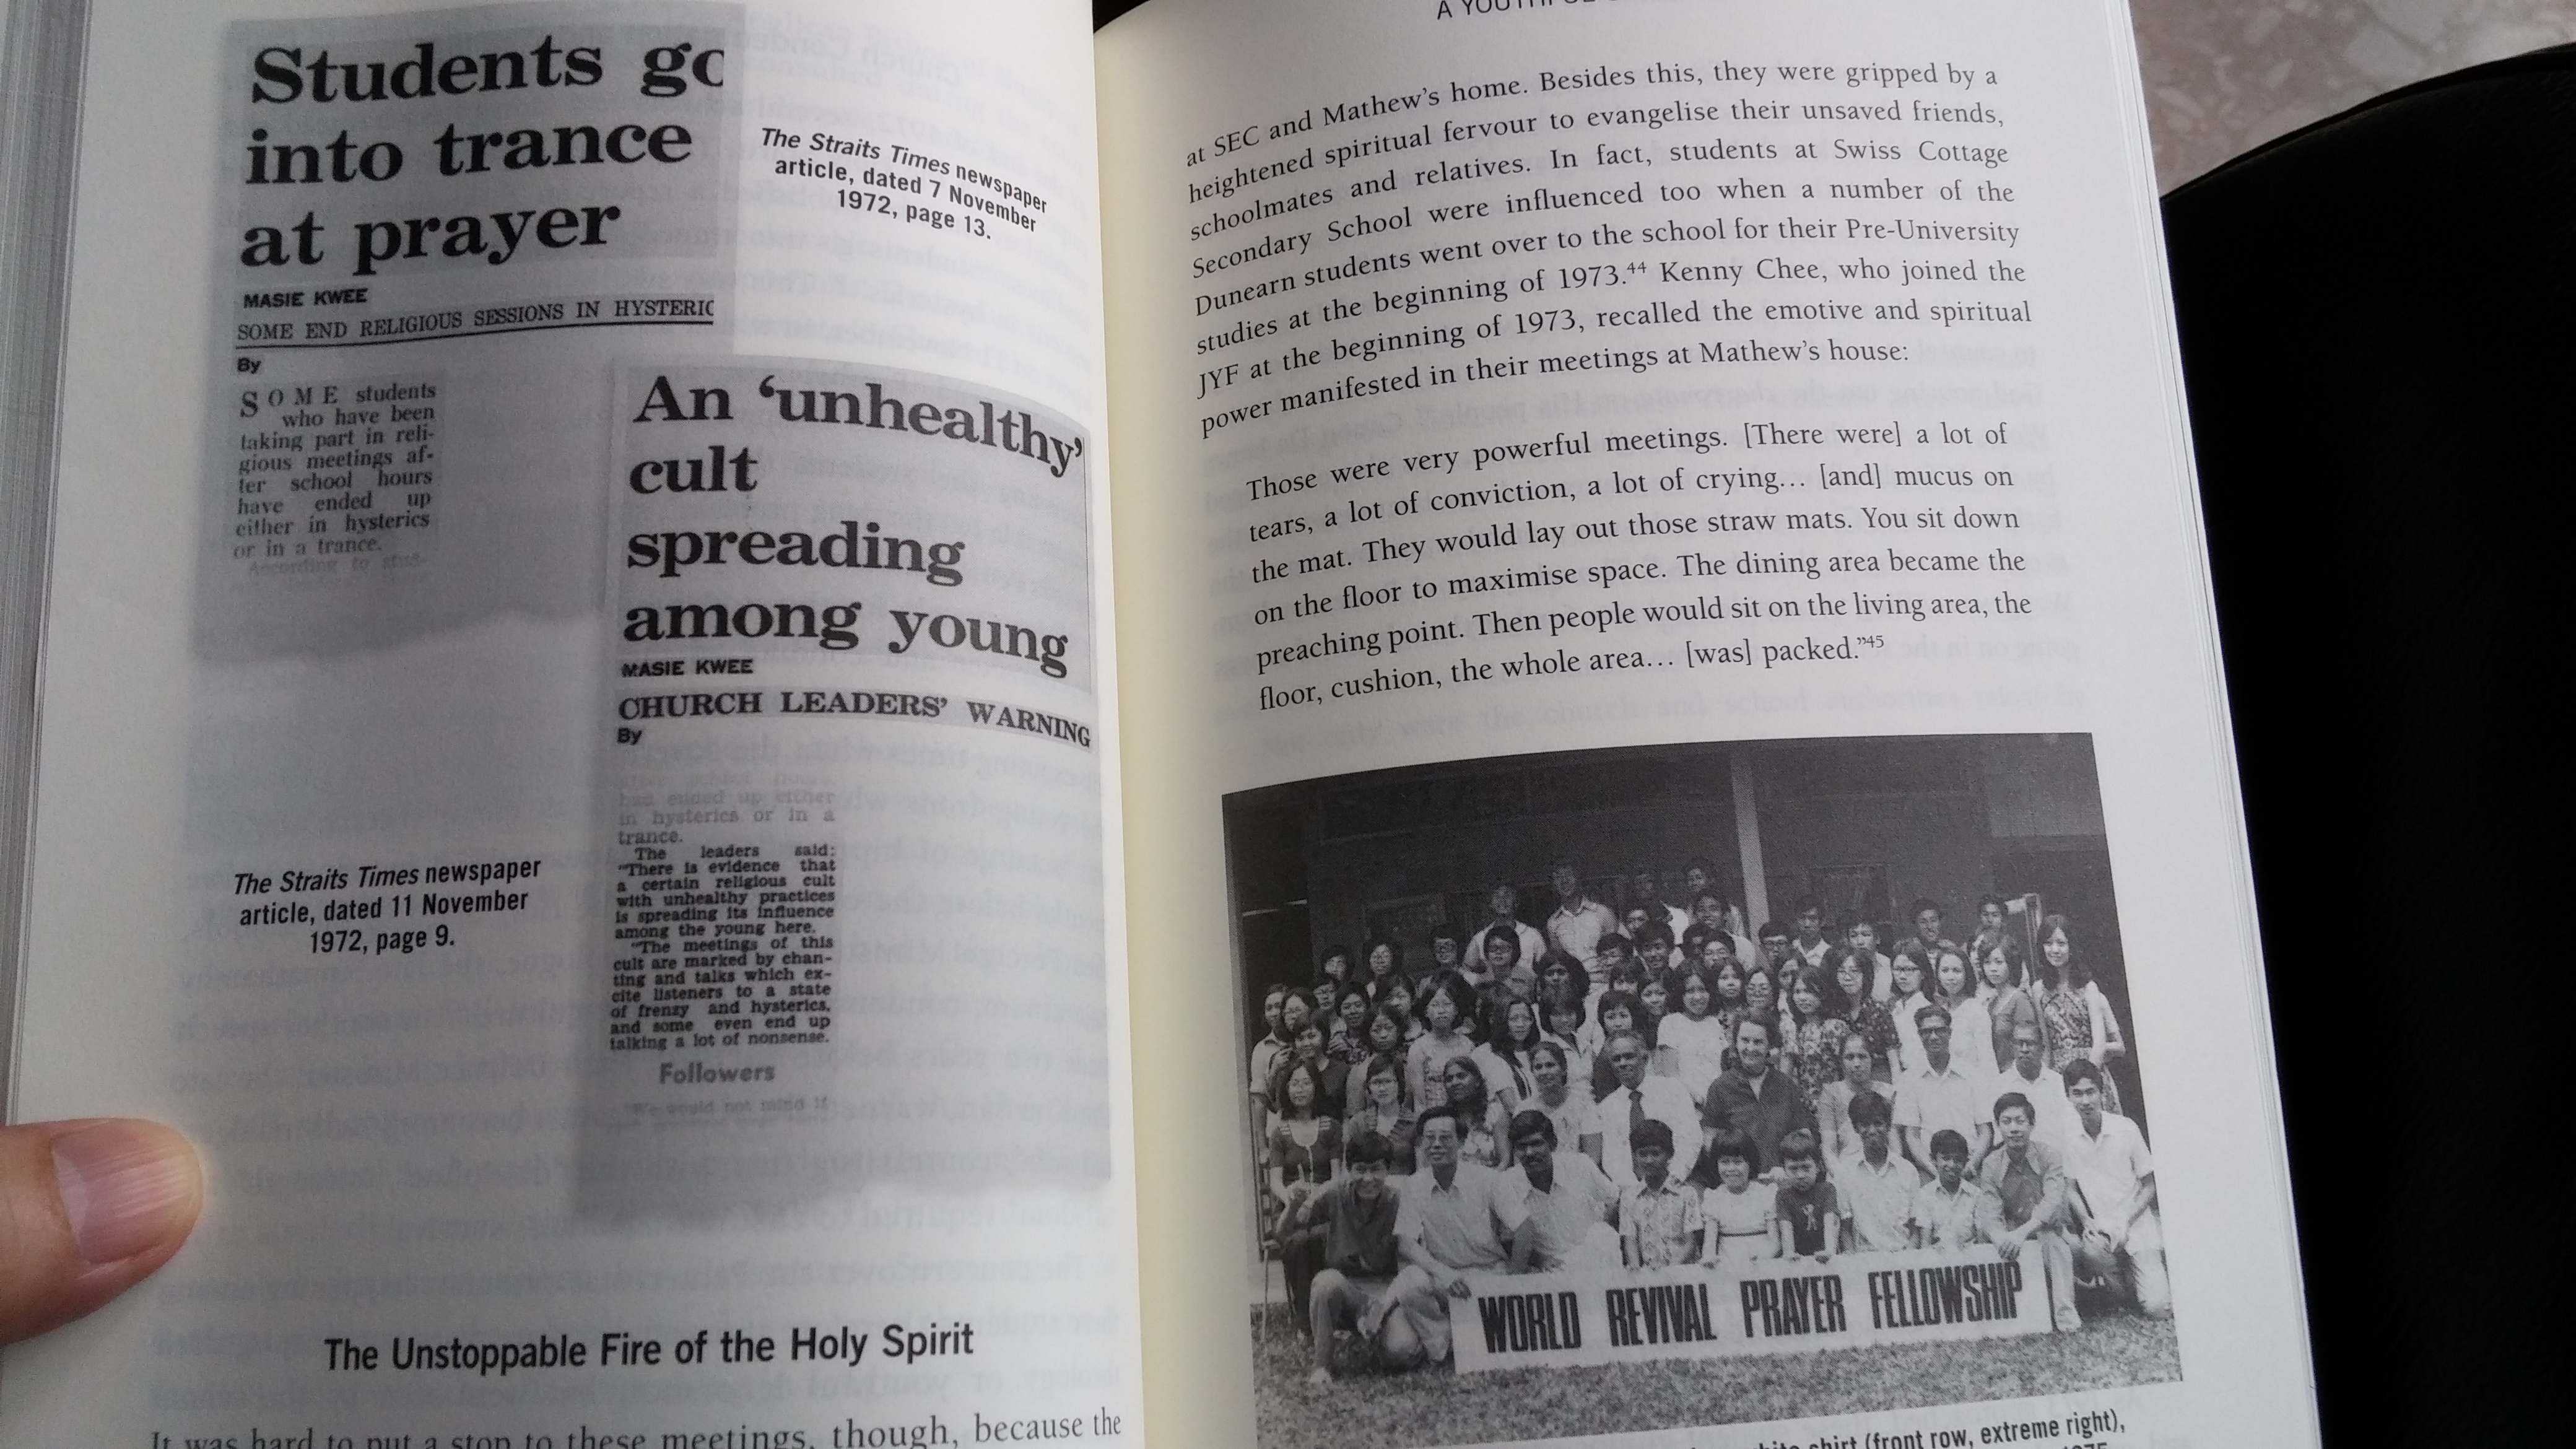 Students go
into trance
at prayer
MASIE KWEE
SOME END RELIGIOUS SESSIONS IN HYSTERIC
By
SOME students
who have been
taking part in reli-
gious meetings af-
ter school hours
have ended up
either in hysterics
or in a trance.
According to stud-
The Straits Times newspaper
article, dated 7 November
1972, page 13.
An ‘unhealthy’
cult
spreading
among young
MASIE KWEE
CHURCH LEADERS’ WARNING
By
had ended up either
in hysterics or in a
trance.
The leaders said:
“There is evidence that
a certain religious cult
with unhealthy practices
is spreading its influence
among the young here.
“The meetings of this
cult are marked by chan-
ting and talks which ex-
cite listeners to a state
of frenzy and hysterics,
and some even end up
talking a lot of nonsense.
Followers
“We would not mind if
The Straits Times newspaper
article, dated 11 November
1972, page 9.
The Unstoppable Fire of the Holy Spirit
It was hard to put a stop to these meetings, though, because the
A
at SEC and Mathew’s home. Besides this, they were gripped by a
heightened spiritual fervour to evangelise their unsaved friends,
schoolmates and relatives. In fact, students at Swiss Cottage
Secondary School were influenced too when a number of the
Dunearn students went over to the school for their Pre-University
studies at the beginning of 1973.44 Kenny Chee, who joined the
JYF at the beginning of 1973, recalled the emotive and spiritual
power manifested in their meetings at Mathew’s house:
Those were very powerful meetings. [There were] a lot of
tears, a lot of conviction, a lot of crying… [and] mucus on
the mat. They would lay out those straw mats. You sit down
on the floor to maximise space. The dining area became the
preaching point. Then people would sit on the living area, the
floor, cushion, the whole area… [was] packed.”45
WORLD REVIVAL PRAYER FELLOWSHIP
shirt (front row, extreme right),